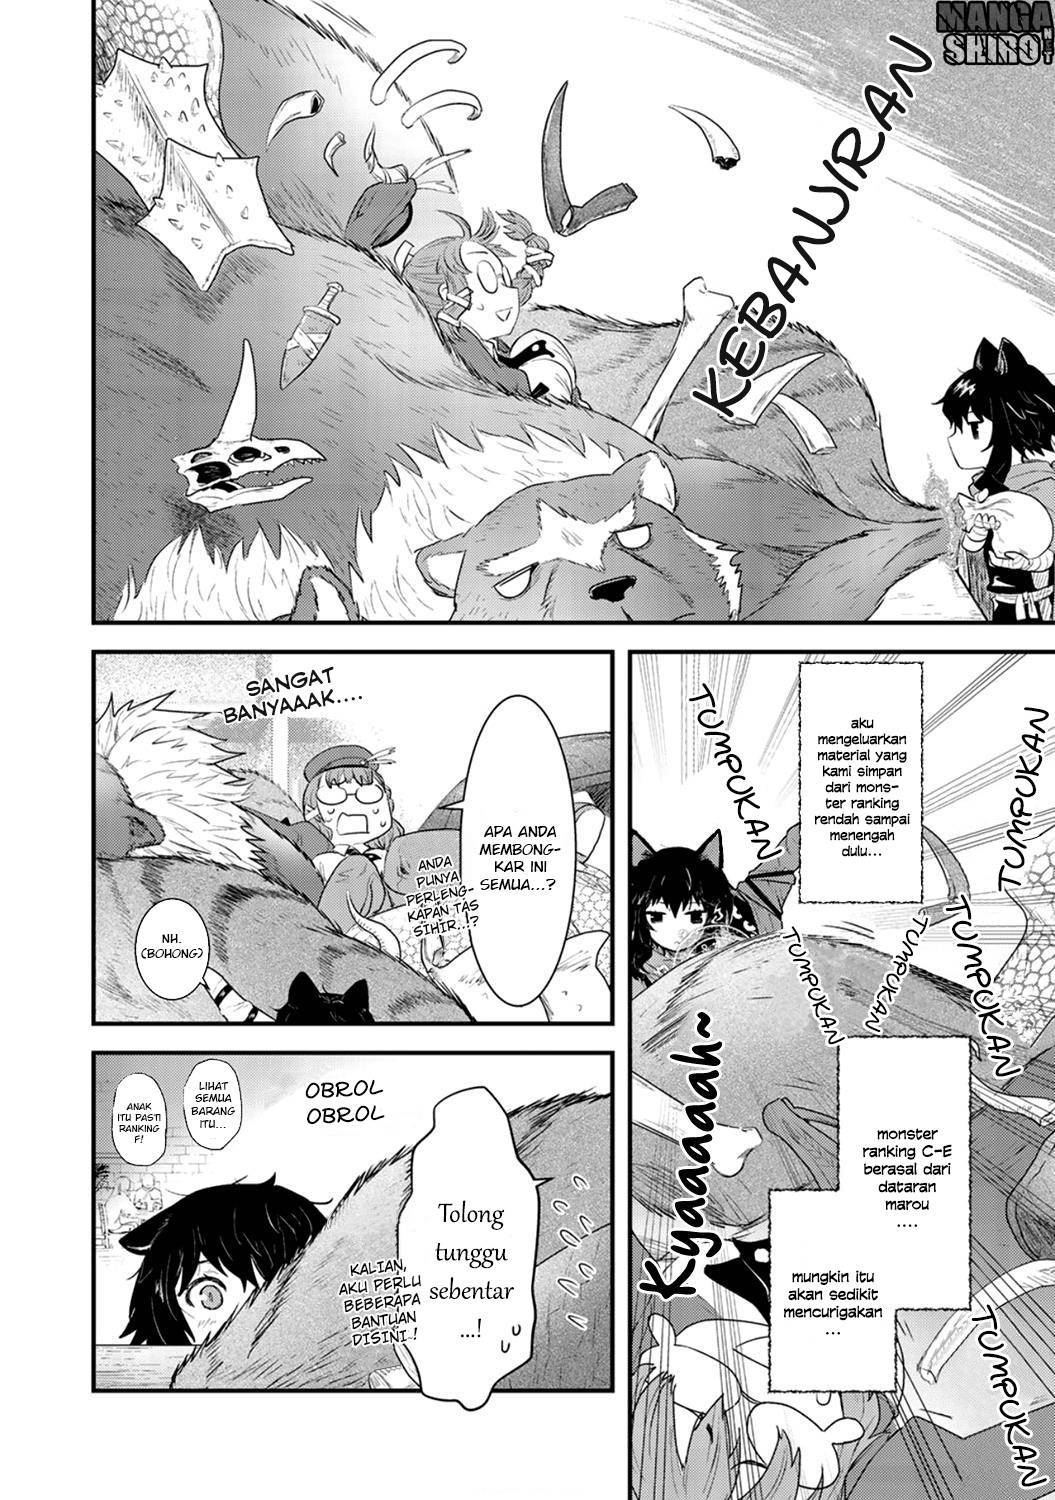 MANGA
SHIRO
NET
KEBANJIRAN
aku
mengeluarkan
material yang
kami simpan
dari mons-
ter ranking
rendah sampai
menengah
dulu...
TUMPUKAN
TUMPUKAN
TUMPUKAN
TUMPUKAN
TUMPUKAN
Kyaaaaah~
monster
ranking C-E
berasal dari
dataran
marou
....
mungkin itu
akan sedikit
mencurigakan
...
TUMPUKAN
SANGAT
BANYAAAK....
APA ANDA
MEMBONG-
KAR INI
SEMUA...?
ANDA
PUNYA
PERLENG-
KAPAN TAS
SIHIR..!?
NH.
(BOHONG)
OBROL
OBROL
LIHAT
SEMUA
BARANG
ITU...
ANAK
ITU PASTI
RANKING
F!
Tolong
tunggu
sebentar
...!
KALIAN,
AKU PERLU
BEBERAPA
BANTUAN
DISINI !